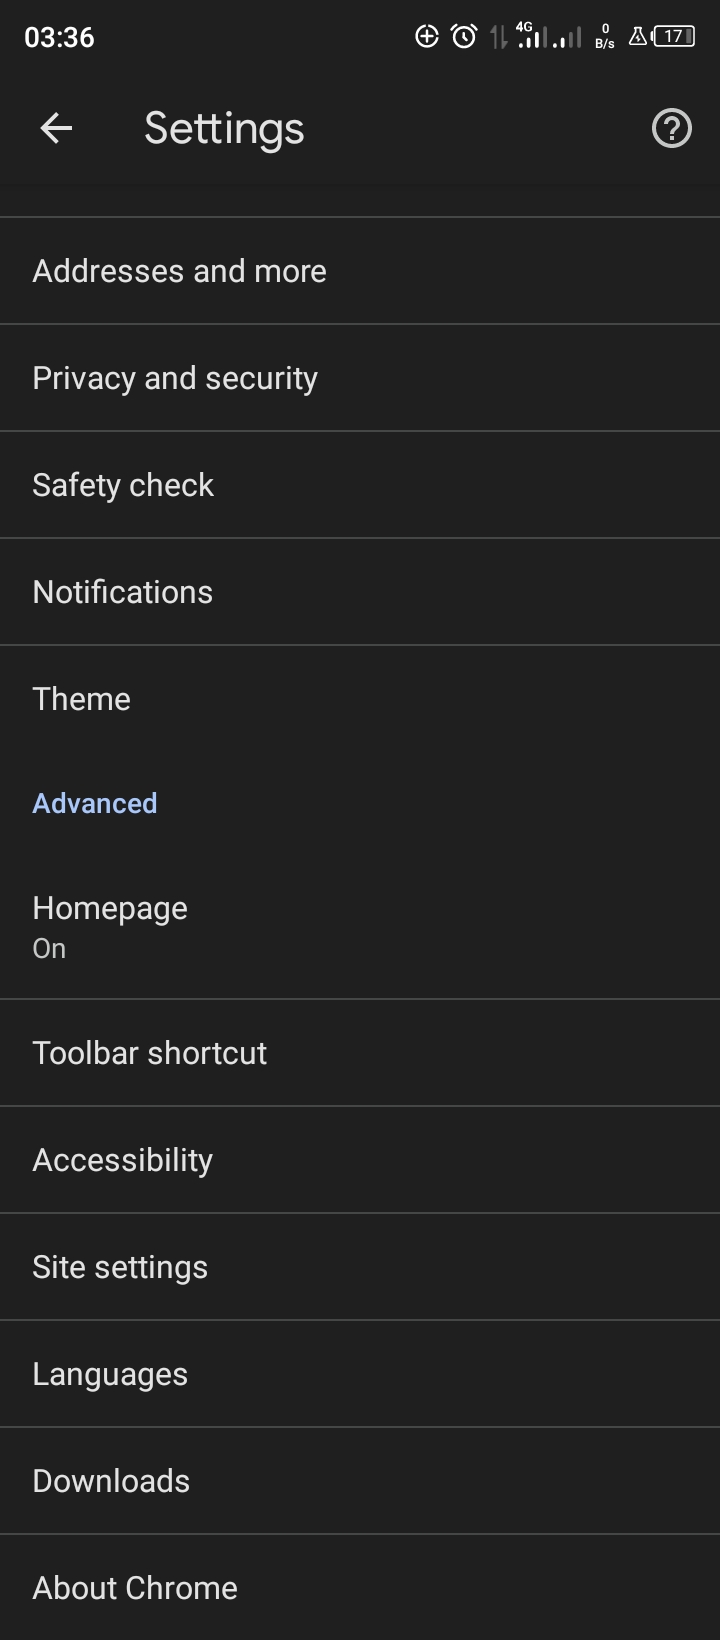 03:36
4G
0
B/s
17
Settings
Addresses and more
Privacy and security
Safety check
Notifications
Theme
Advanced
Homepage
On
Toolbar shortcut
Accessibility
Site settings
Languages
Downloads
About Chrome